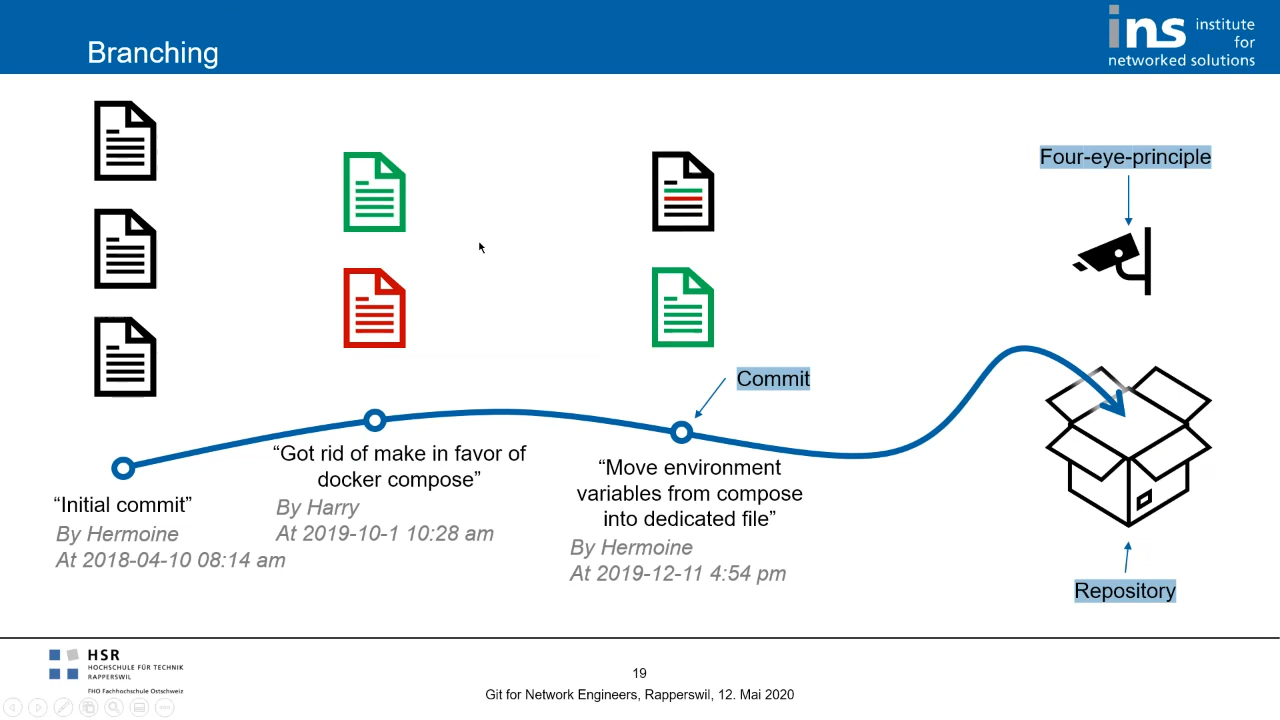 Branching
ins institute
for
networked solutions
Four-eye-principle
Commit
“Initial commit”
By Hermoine
At 2018-04-10 08:14 am
“Got rid of make in favor of
docker compose”
By Harry
At 2019-10-1 10:28 am
“Move environment
variables from compose
into dedicated file”
By Hermoine
At 2019-12-11 4:54 pm
Repository
HSR
HOCHSCHULE FÜR TECHNIK
RAPPERSWIL
FHO Fachhochschule Ostschweiz
19
Git for Network Engineers, Rapperswil, 12. Mai 2020